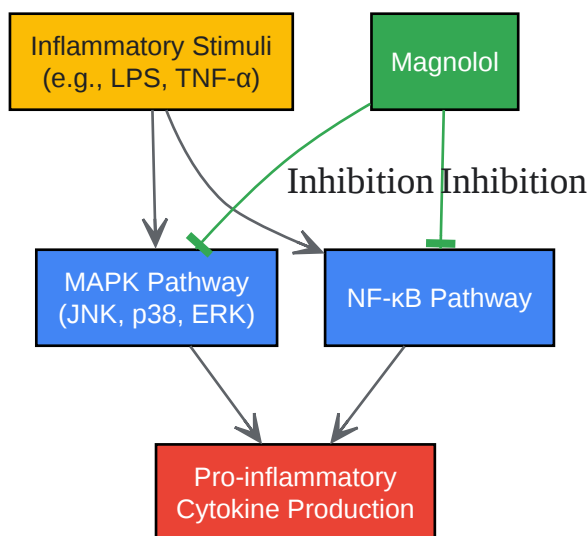 Inflammatory Stimuli
(e.g., LPS, TNF-α)
Magnolol
Inhibition
Inhibition
MAPK Pathway
(JNK, p38, ERK)
NF-κB Pathway
Pro-inflammatory
Cytokine Production